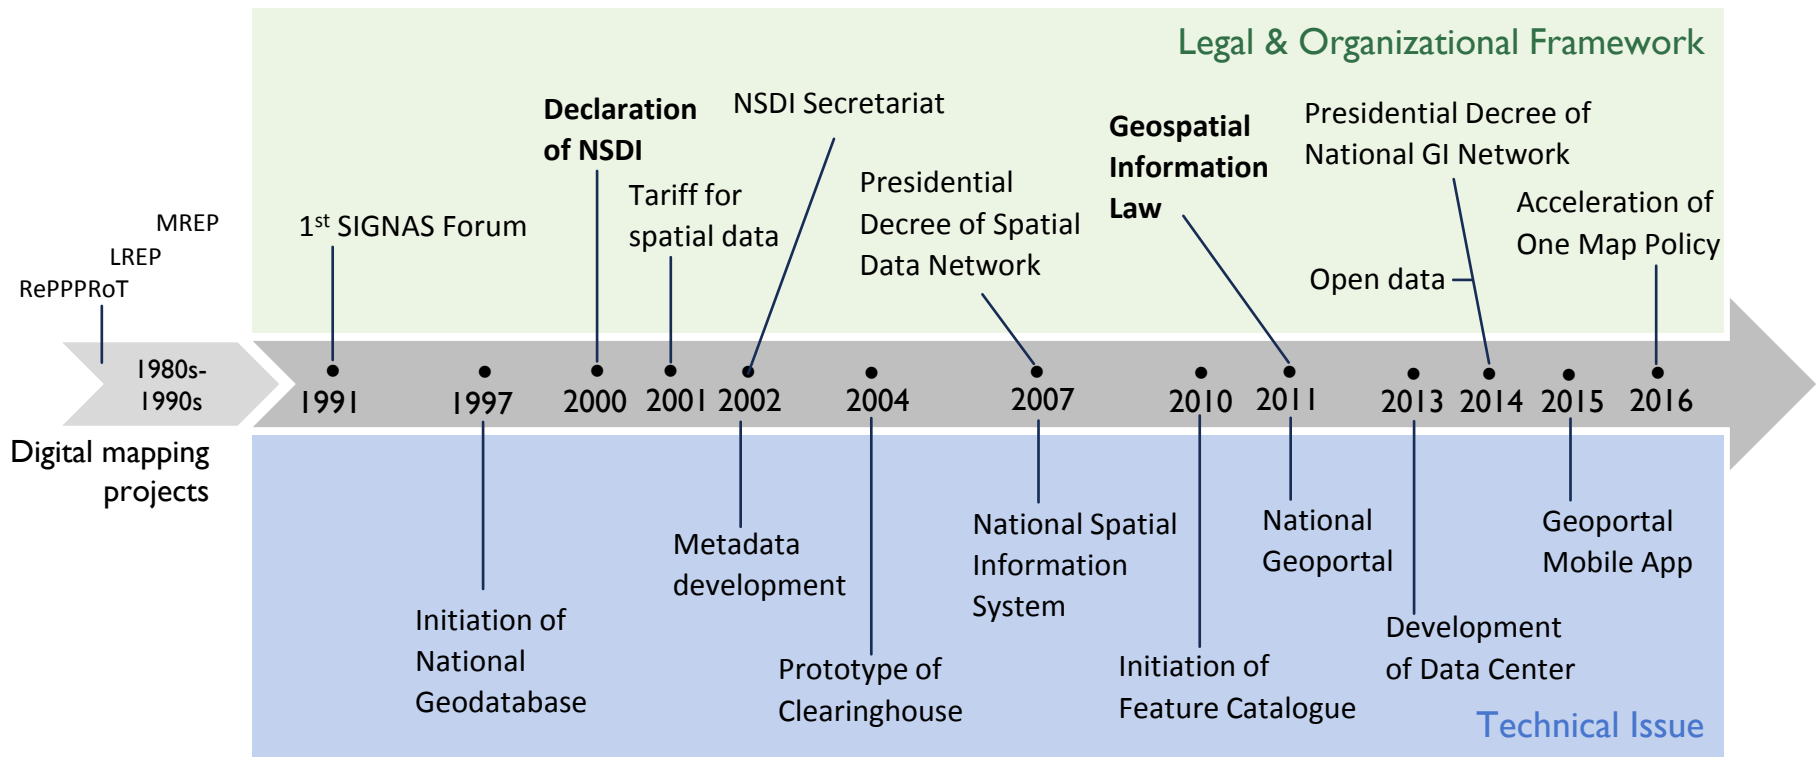 Legal & Organizational Framework
MREP
LREP
RePPPRoT
1980s-
1990s
Digital mapping
projects
1st SIGNAS Forum
Declaration
of NSDI
Tariff for
spatial data
NSDI Secretariat
Presidential
Decree of Spatial
Data Network
Geospatial
Information
Law
Presidential Decree of
National GI Network
Open data
Acceleration of
One Map Policy
1991
1997
2000
2001
2002
2004
2007
2010
2011
2013
2014
2015
2016
Initiation of
National
Geodatabase
Metadata
development
Prototype of
Clearinghouse
National Spatial
Information
System
Initiation of
Feature Catalogue
National
Geoportal
Development
of Data Center
Geoportal
Mobile App
Technical Issue